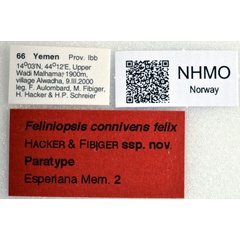 66 Yemen Prov. Ibb
14°03'N, 44°12'E, Upper
Wadi Malhamar 1900m,
village Alwadha, 9.III.2000
leg. F. Aulombard, M. Fibiger,
H. Hacker & H.P. Schreier
NHMO
Norway
Feliniopsis connivens felix
HACKER & FIBIGER ssp. nov.
Paratype
Esperiana Mem. 2